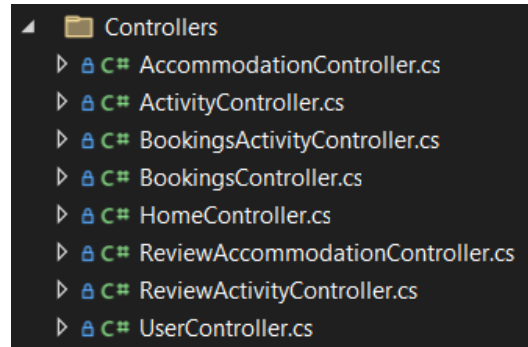 Controllers
C# AccommodationController.cs
C# ActivityController.cs
C# BookingsActivityController.cs
C# BookingsController.cs
C# HomeController.cs
C# ReviewAccommodationController.cs
C# ReviewActivityController.cs
C# UserController.cs